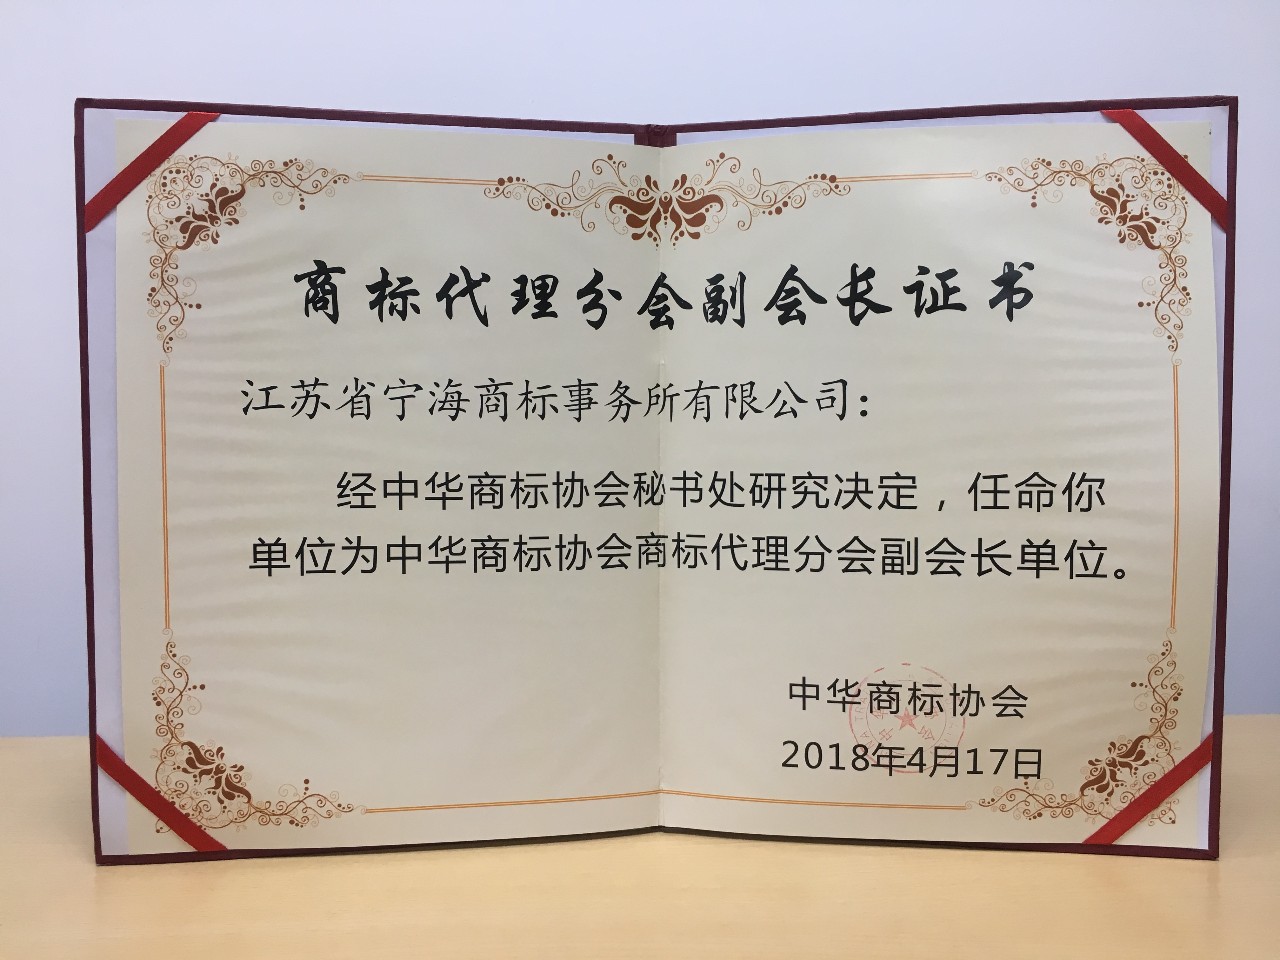 商标代理分会副会长证书
江苏省宁海商标事务所有限公司：
经中华商标协会秘书处研究决定，任命你
单位为中华商标协会商标代理分会副会长单位。
中华商标协会
2018年4月17日